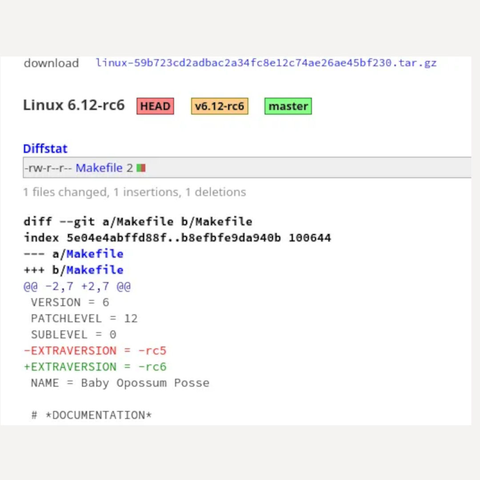 download linux-59b723cd2adbac2a34fc8e12c74ae26ae45bf230.tar.gz
Linux 6.12-rc6 HEAD v6.12-rc6 master
Diffstat
-rw-r--r-- Makefile 2
1 files changed, 1 insertions, 1 deletions
diff --git a/Makefile b/Makefile
index 5e04e4abffd88f..b8efbfe9da940b 100644
--- a/Makefile
+++ b/Makefile
@@ -2,7 +2,7 @@
VERSION = 6
PATCHLEVEL = 12
SUBLEVEL = 0
-EXTRAVERSION = -rc5
+EXTRAVERSION = -rc6
NAME = Baby Opossum Posse
# *DOCUMENTATION*